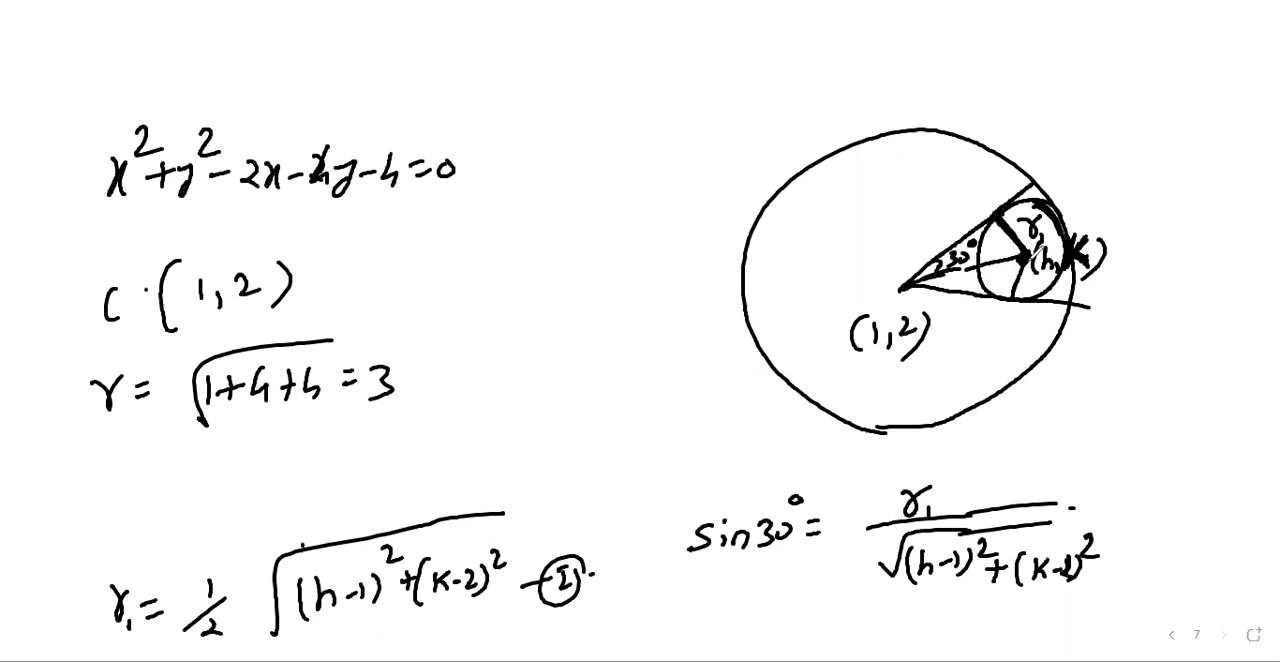 x²+y²-2x-4y-4=0
C·(1,2)
r= √(1+4+4) =3
r₁= 1/2 √((h-1)²+(k-2)²) -(I)
30°
r₁
(h,k)
(1,2)
sin30°= r₁/√((h-1)²+(k-2)²)
7